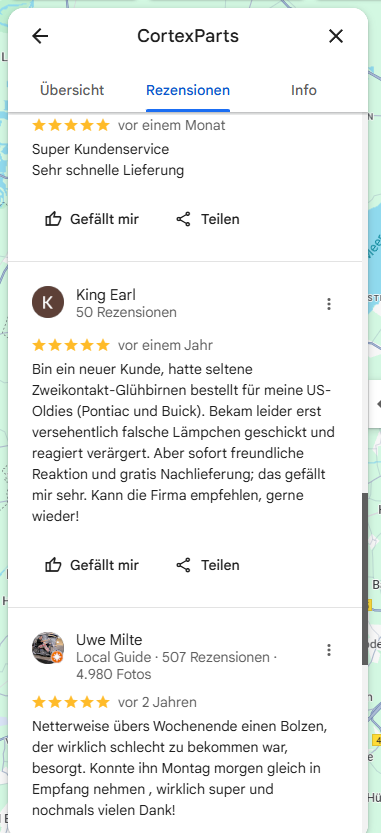 CortexParts
Übersicht
Rezensionen
Info
vor einem Monat
Super Kundenservice
Sehr schnelle Lieferung
Gefällt mir
Teilen
K
King Earl
50 Rezensionen
vor einem Jahr
Bin ein neuer Kunde, hatte seltene
Zweikontakt-Glühbirnen bestellt für meine US-
Oldies (Pontiac und Buick). Bekam leider erst
versehentlich falsche Lämpchen geschickt und
reagiert verärgert. Aber sofort freundliche
Reaktion und gratis Nachlieferung; das gefällt
mir sehr. Kann die Firma empfehlen, gerne
wieder!
Gefällt mir
Teilen
Uwe Milte
Local Guide · 507 Rezensionen ·
4.980 Fotos
vor 2 Jahren
Netterweise übers Wochenende einen Bolzen,
der wirklich schlecht zu bekommen war,
besorgt. Konnte ihn Montag morgen gleich in
Empfang nehmen , wirklich super und
nochmals vielen Dank!